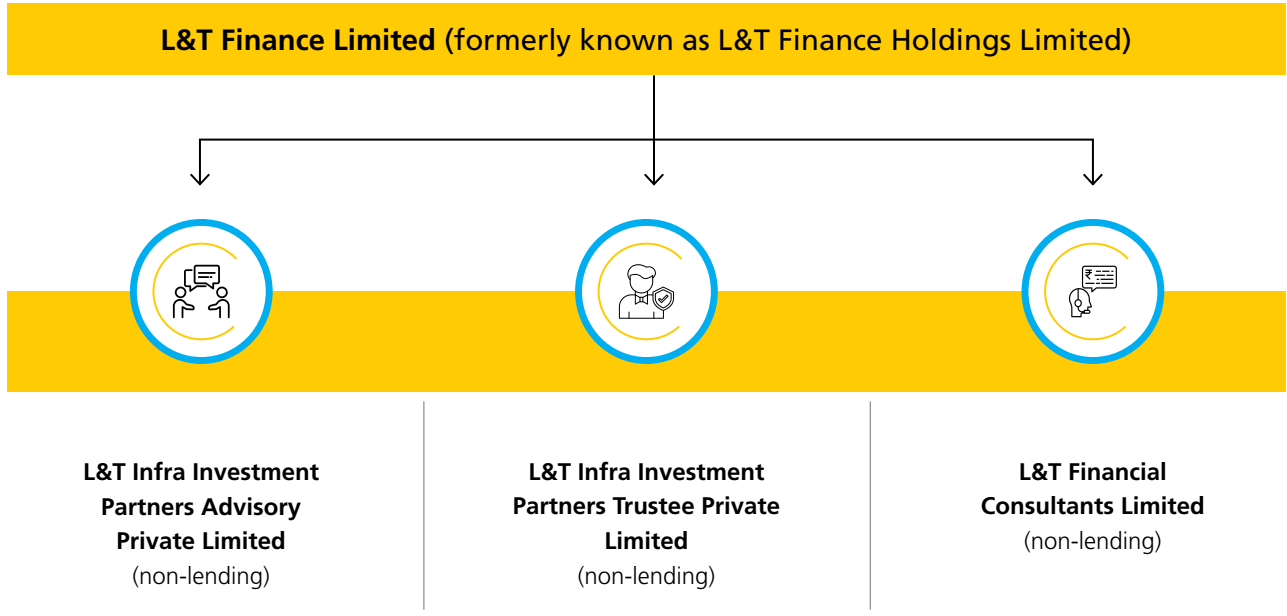 L&T Finance Limited (formerly known as L&T Finance Holdings Limited)
₹
L&T Infra Investment
Partners Advisory
Private Limited
(non-lending)
L&T Infra Investment
Partners Trustee Private
Limited
(non-lending)
L&T Financial
Consultants Limited
(non-lending)